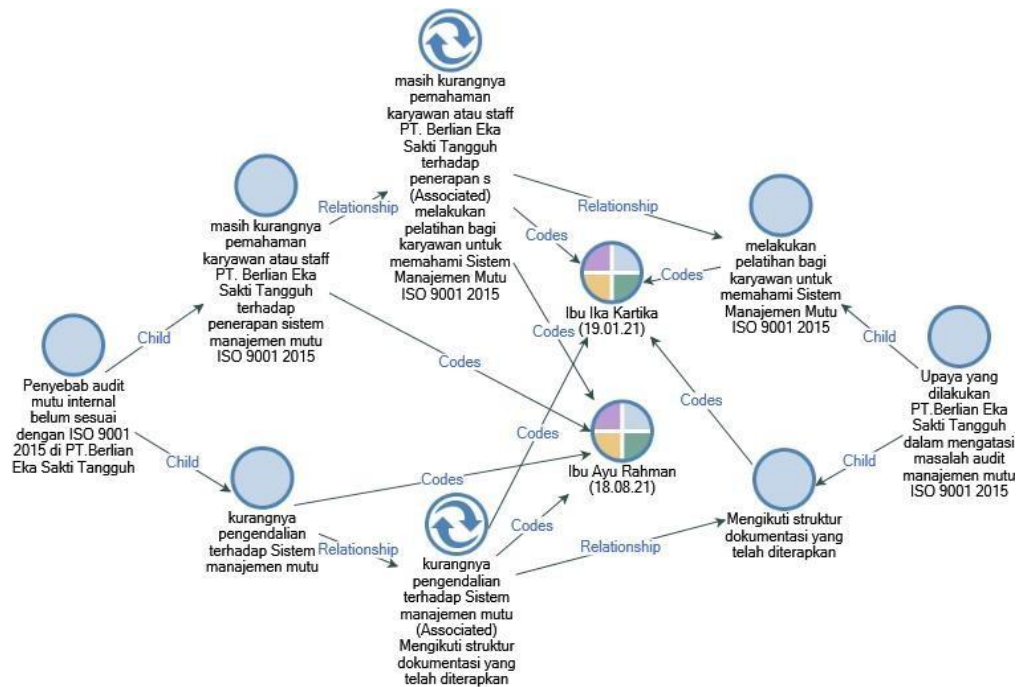 masih kurangnya
pemahaman
karyawan atau staff
PT. Berlian Eka
Sakti Tangguh
terhadap
penerapan s
(Associated)
melakukan
pelatihan bagi
karyawan untuk
memahami Sistem
Manajemen Mutu
ISO 9001 2015
Relationship
Relationship
masih kurangnya
pemahaman
karyawan atau staff
PT. Berlian Eka
Sakti Tangguh
terhadap
penerapan sistem
manajemen mutu
ISO 9001 2015
Codes
Codes
Ibu Ika Kartika
(19.01.21)
melakukan
pelatihan bagi
karyawan untuk
memahami Sistem
Manajemen Mutu
ISO 9001 2015
Child
Child
Codes
Codes
Codes
Codes
Penyebab audit
mutu internal
belum sesuai
dengan ISO 9001
2015 di PT.Berlian
Eka Sakti Tangguh
Upaya yang
dilakukan
PT.Berlian Eka
Sakti Tangguh
dalam mengatasi
masalah audit
manajemen mutu
ISO 9001 2015
Child
Child
Codes
Ibu Ayu Rahman
(18.08.21)
kurangnya
pengendalian
terhadap Sistem
manajemen mutu
Relationship
Codes
Relationship
Mengikuti struktur
dokumentasi yang
telah diterapkan
kurangnya
pengendalian
terhadap Sistem
manajemen mutu
(Associated)
Mengikuti struktur
dokumentasi yang
telah diterapkan